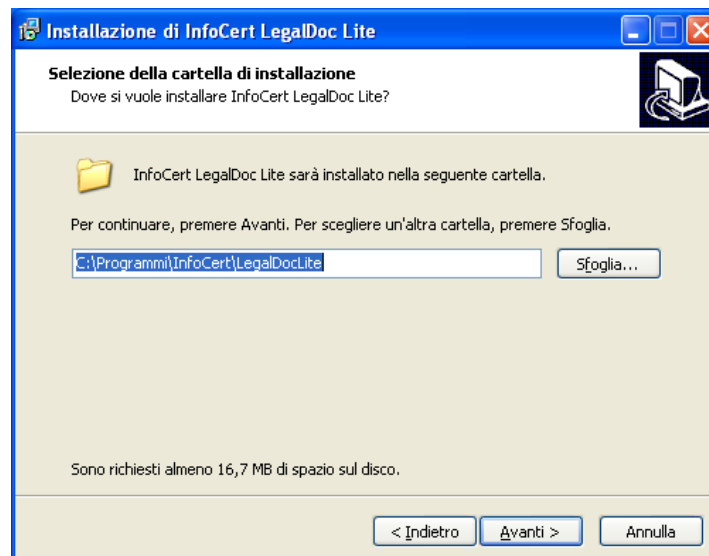 Installazione di InfoCert LegalDoc Lite
Selezione della cartella di installazione
Dove si vuole installare InfoCert LegalDoc Lite?
InfoCert LegalDoc Lite sarà installato nella seguente cartella.
Per continuare, premere Avanti. Per scegliere un'altra cartella, premere Sfoglia.
C:\Programmi\InfoCert\LegalDocLite
Sfoglia...
Sono richiesti almeno 16,7 MB di spazio sul disco.
< Indietro Avanti > Annulla